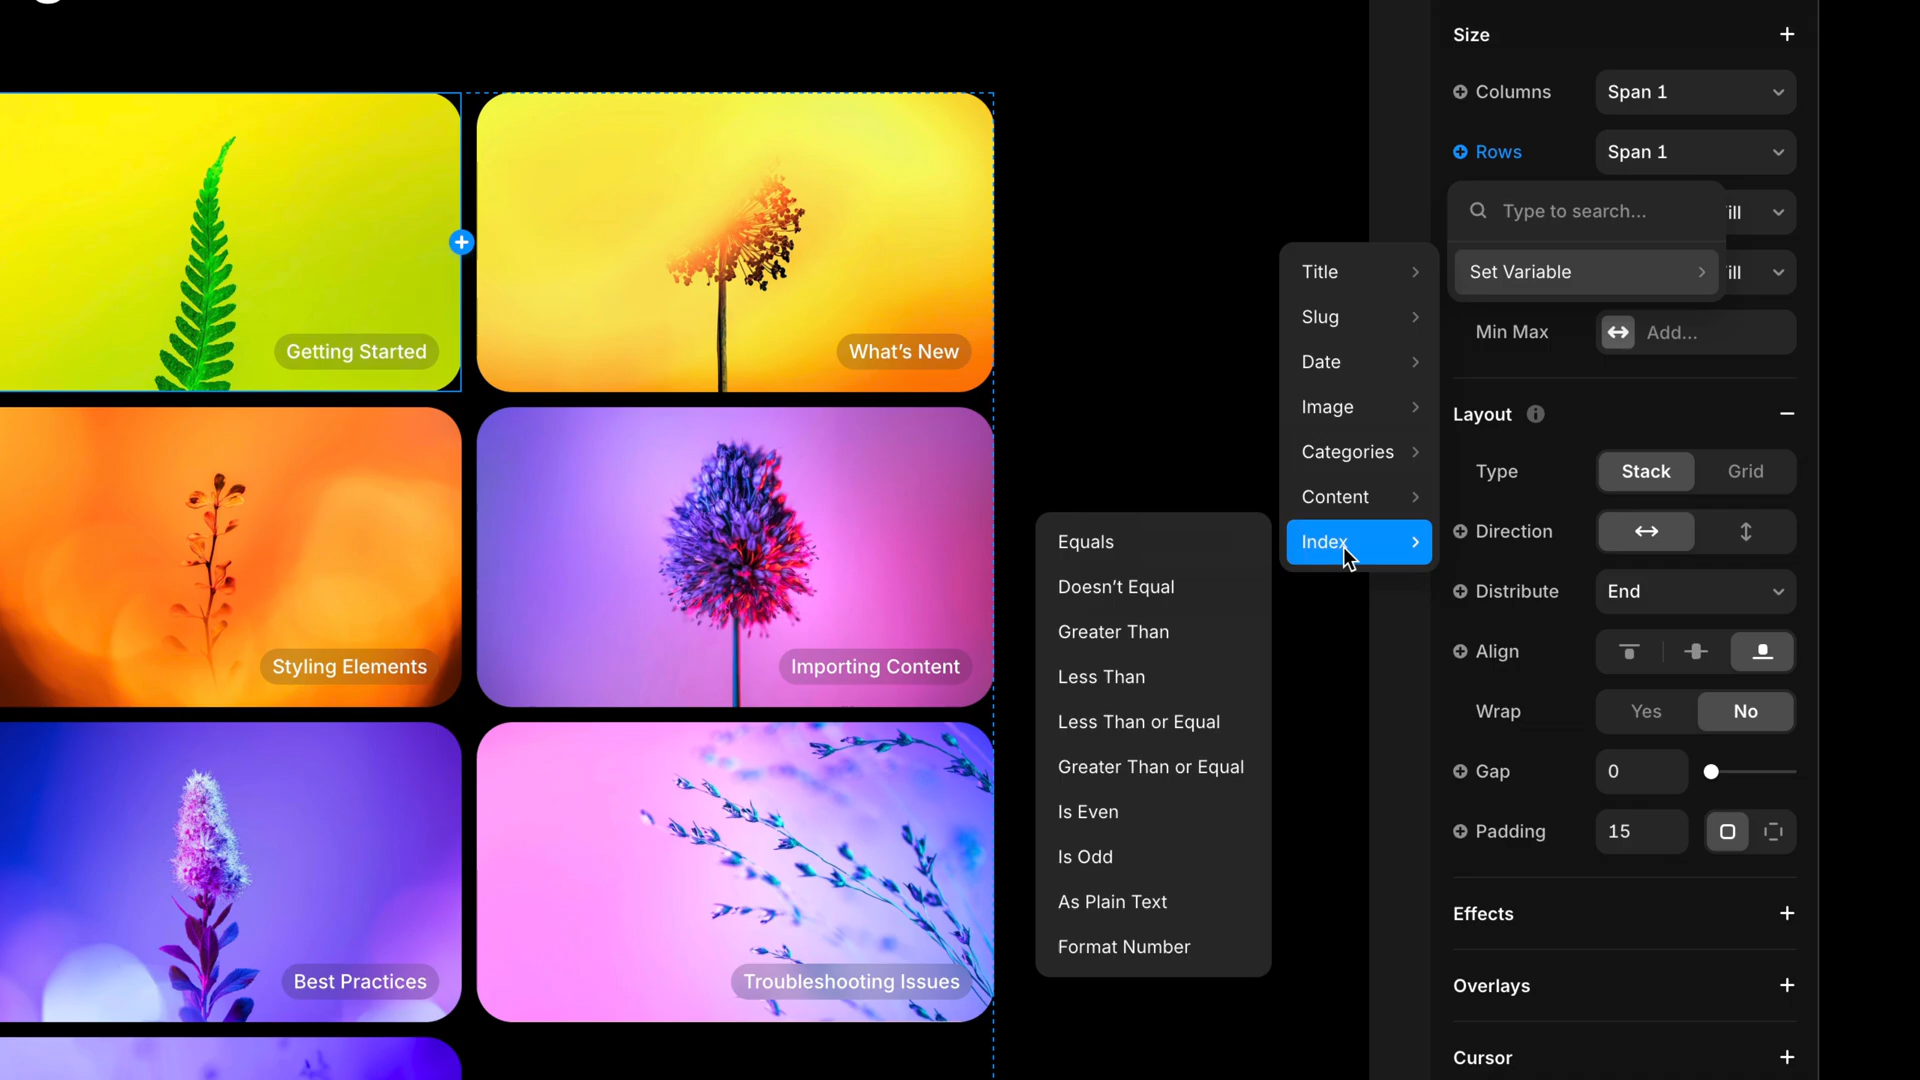 Getting Started
What’s New
Styling Elements
Importing Content
Best Practices
Troubleshooting Issues
Equals
Doesn’t Equal
Greater Than
Less Than
Less Than or Equal
Greater Than or Equal
Is Even
Is Odd
As Plain Text
Format Number
Title
Slug
Date
Image
Categories
Content
Index
Size
Columns Span 1
Rows Span 1
Type to search... ill
Set Variable ill
Min Max Add...
Layout
Type Stack Grid
Direction
Distribute End
Align
Wrap Yes No
Gap 0
Padding 15
Effects
Overlays
Cursor